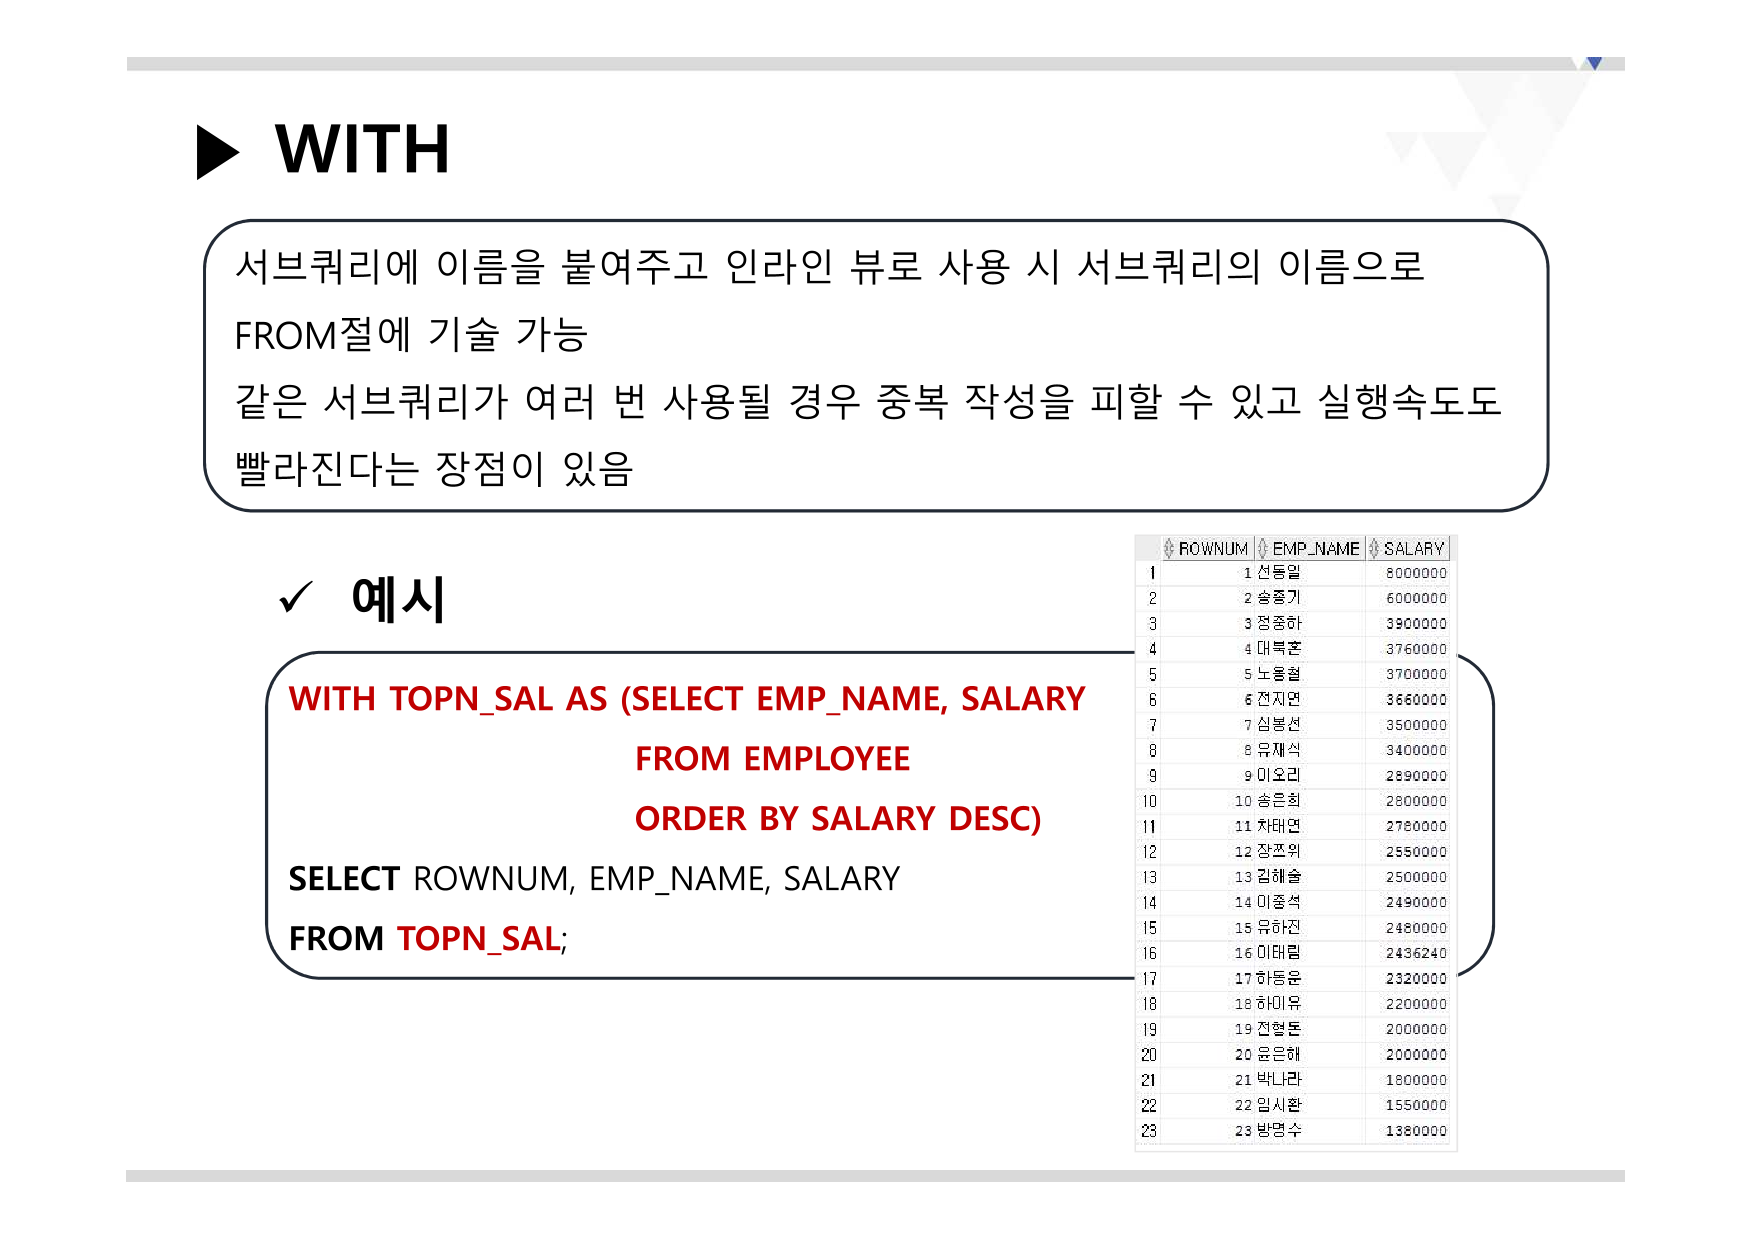 ▶ WITH
서브쿼리에 이름을 붙여주고 인라인 뷰로 사용 시 서브쿼리의 이름으로
FROM절에 기술 가능
같은 서브쿼리가 여러 번 사용될 경우 중복 작성을 피할 수 있고 실행속도도
빨라진다는 장점이 있음
✓ 예시
WITH TOPN_SAL AS (SELECT EMP_NAME, SALARY
FROM EMPLOYEE
ORDER BY SALARY DESC)
SELECT ROWNUM, EMP_NAME, SALARY
FROM TOPN_SAL;
ROWNUM EMP_NAME SALARY
1 1 선동일 8000000
2 2 송종기 6000000
3 3 정중하 3900000
4 4 대북혼 3760000
5 5 노옹철 3700000
6 6 전지연 3660000
7 7 심봉선 3500000
8 8 유재식 3400000
9 9 이오리 2890000
10 10 송은희 2800000
11 11 차태연 2780000
12 12 장쯔위 2550000
13 13 김해술 2500000
14 14 이중석 2490000
15 15 유하진 2480000
16 16 이태림 2436240
17 17 하동운 2320000
18 18 하이유 2200000
19 19 전형돈 2000000
20 20 윤은해 2000000
21 21 박나라 1800000
22 22 임시환 1550000
23 23 방명수 1380000